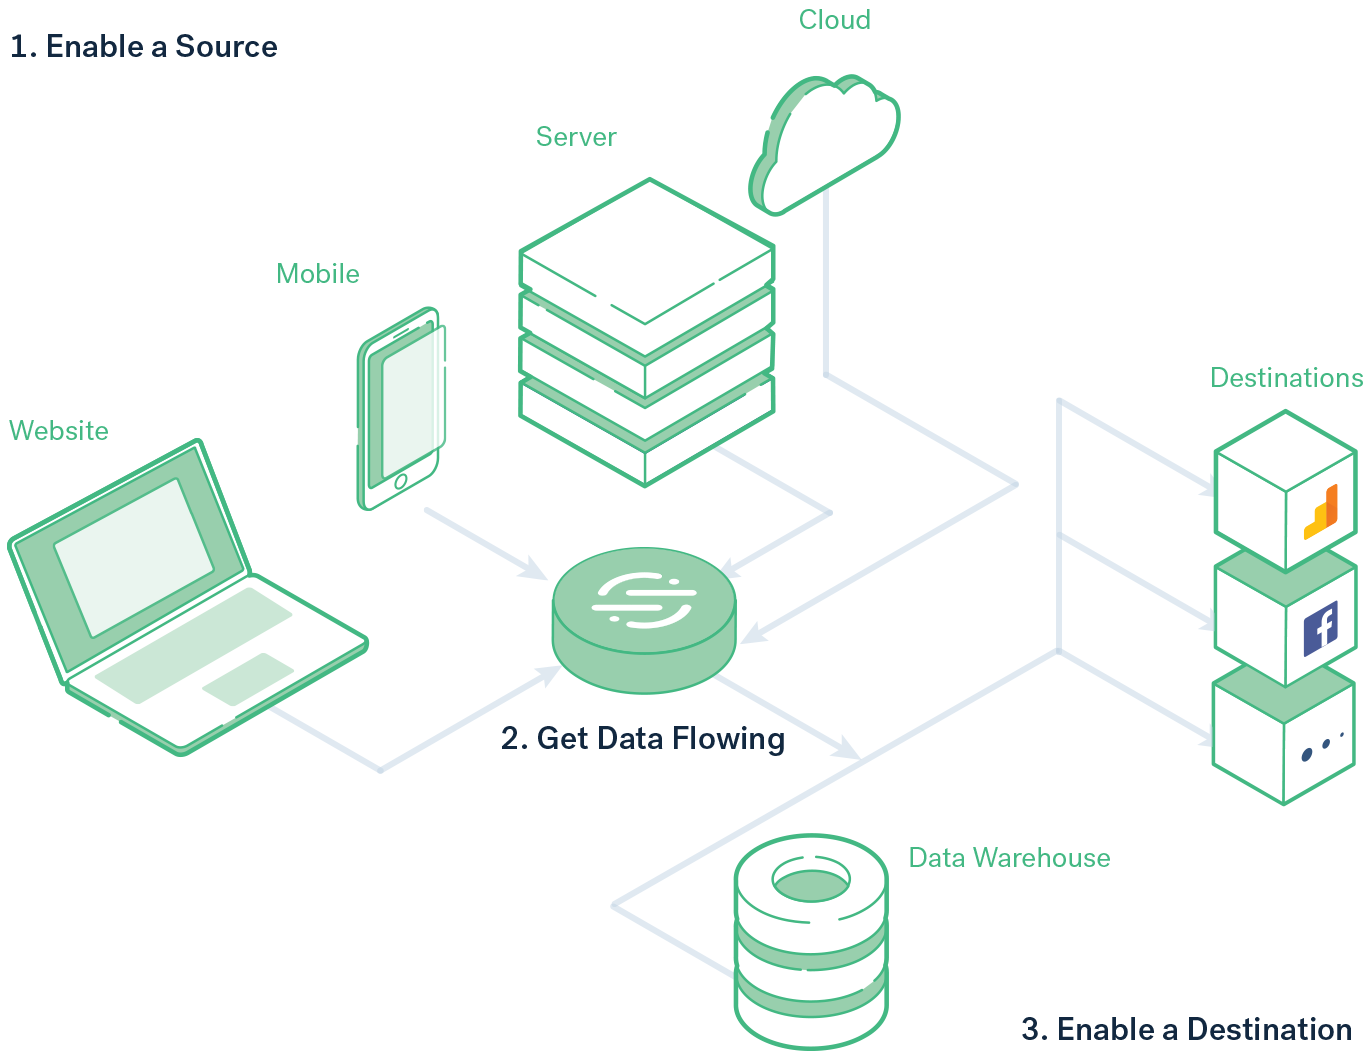 1. Enable a Source
Cloud
Server
Mobile
Website
Destinations
2. Get Data Flowing
Data Warehouse
3. Enable a Destination